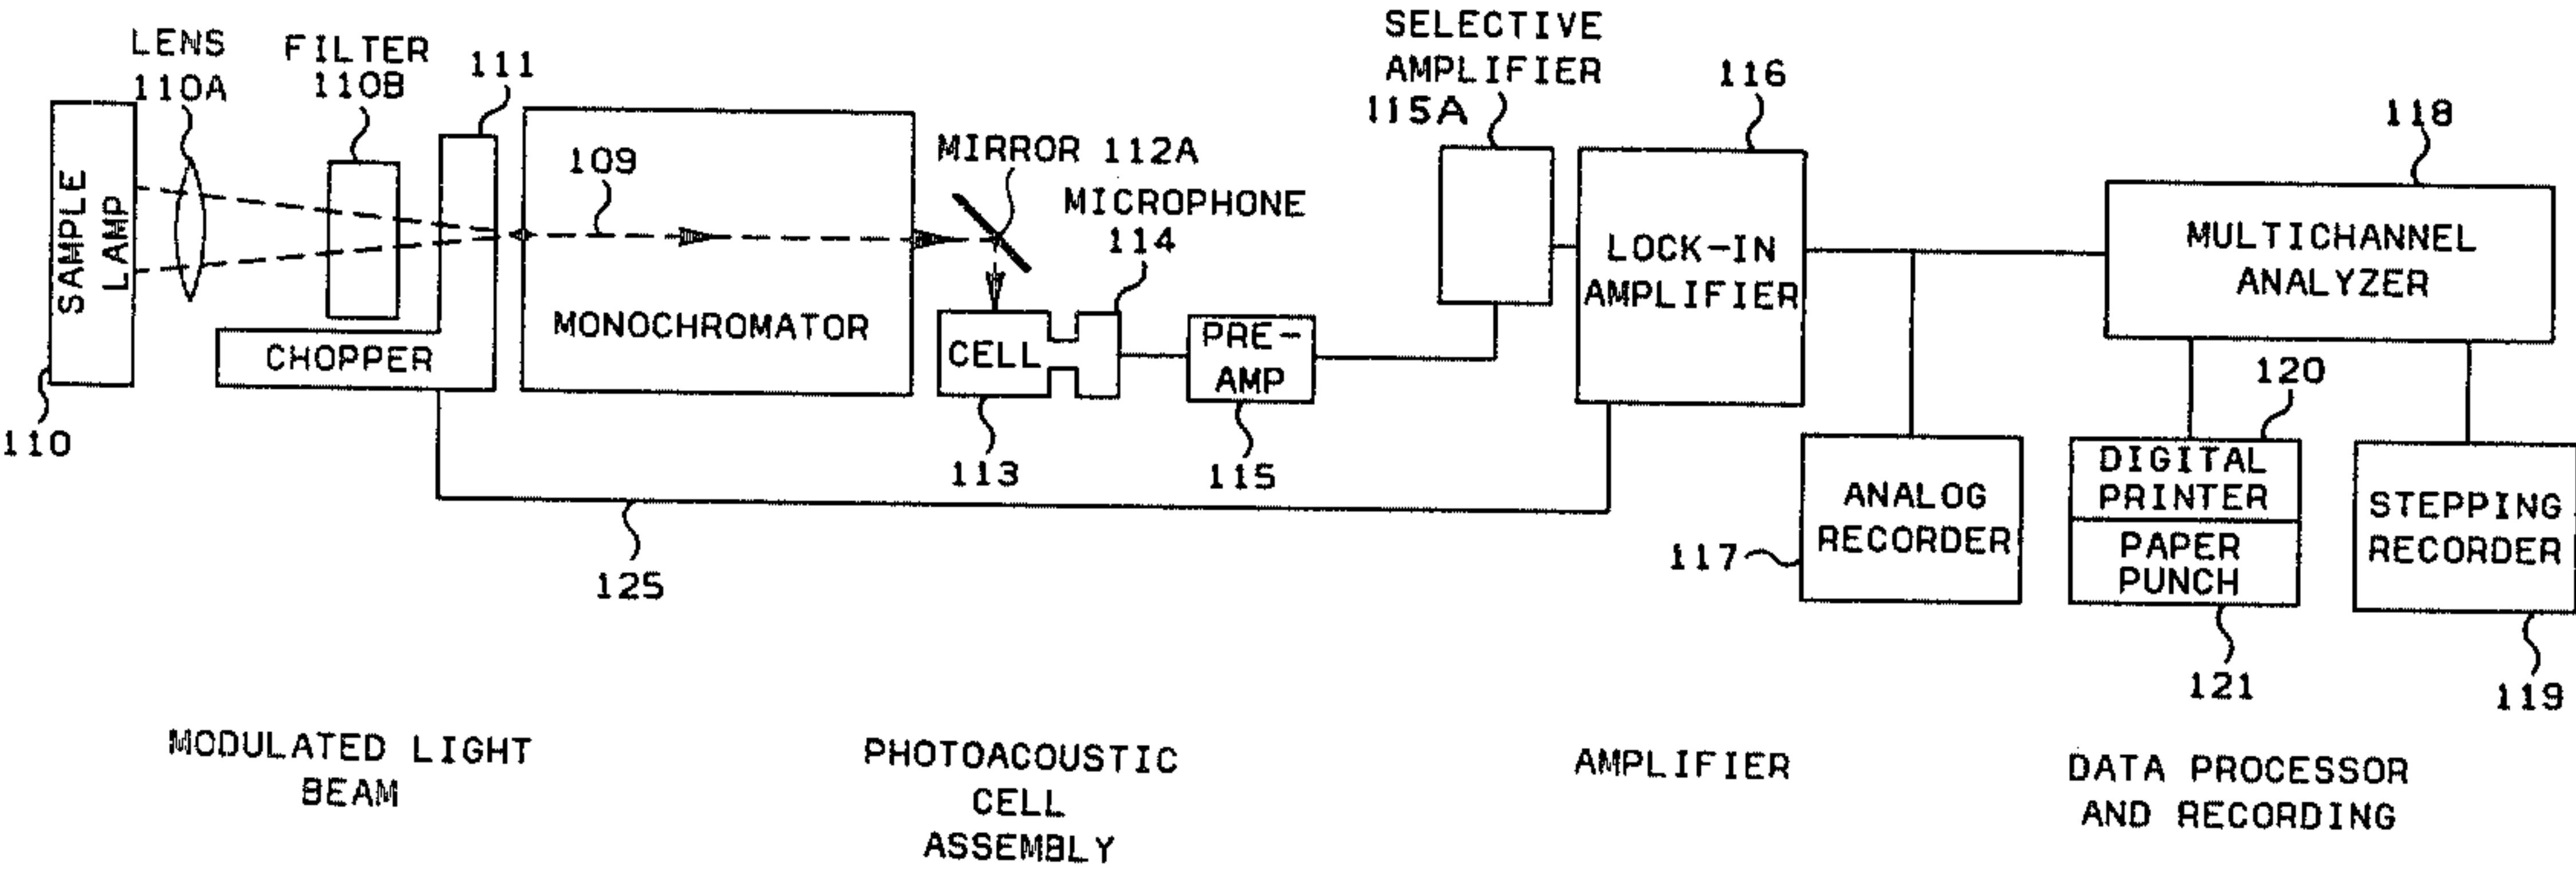 LENS
110A
FILTER
110B
111
SAMPLE
LAMP
110
CHOPPER
109
MONOCHROMATOR
MIRROR 112A
MICROPHONE
114
CELL
113
PRE-
AMP
115
125
SELECTIVE
AMPLIFIER
115A
116
LOCK-IN
AMPLIFIER
118
MULTICHANNEL
ANALYZER
117
ANALOG
RECORDER
120
DIGITAL
PRINTER
PAPER
PUNCH
121
STEPPING
RECORDER
119
MODULATED LIGHT
BEAM
PHOTOACOUSTIC
CELL
ASSEMBLY
AMPLIFIER
DATA PROCESSOR
AND RECORDING